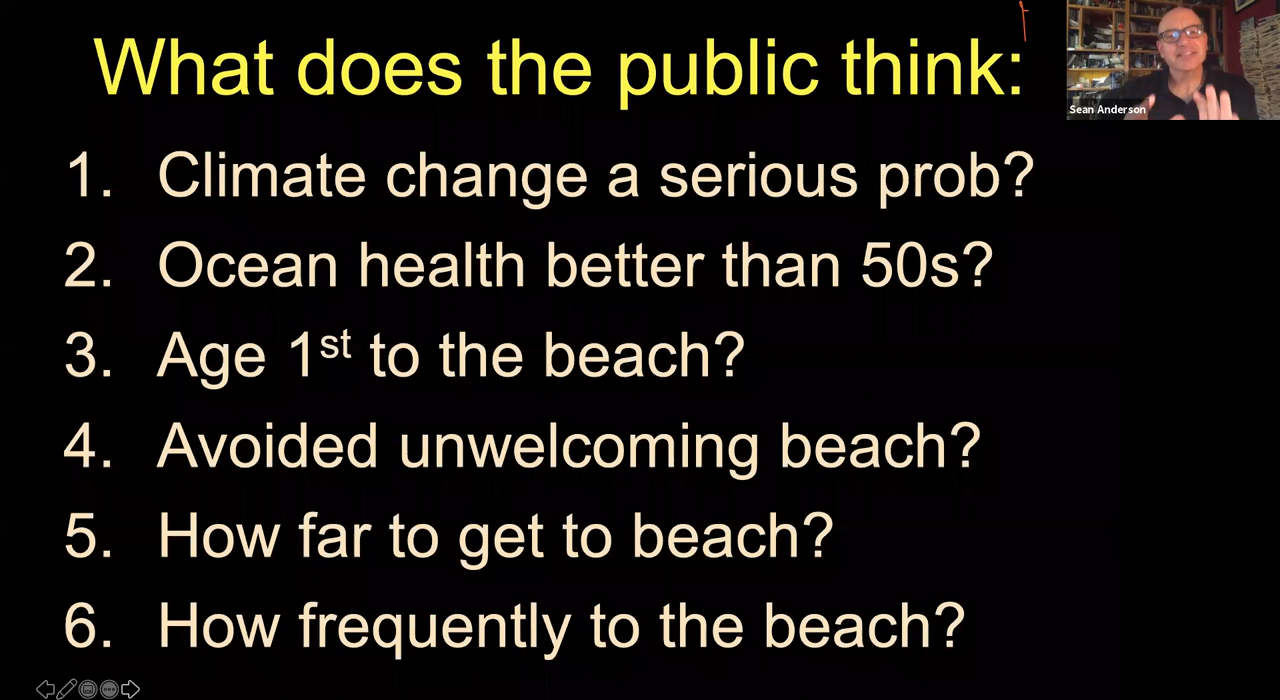 What does the public think:
Sean Anderson
1. Climate change a serious prob?
2. Ocean health better than 50s?
3. Age 1st to the beach?
4. Avoided unwelcoming beach?
5. How far to get to beach?
6. How frequently to the beach?